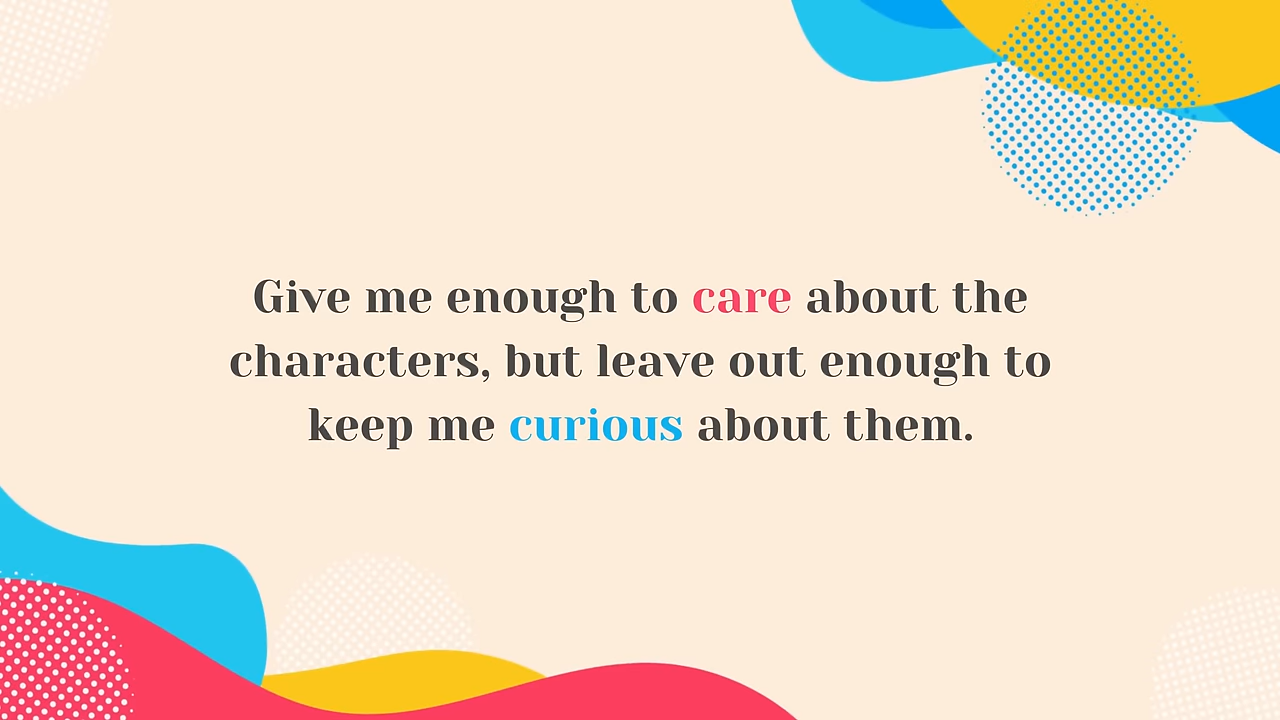 Give me enough to care about the
characters, but leave out enough to
keep me curious about them.